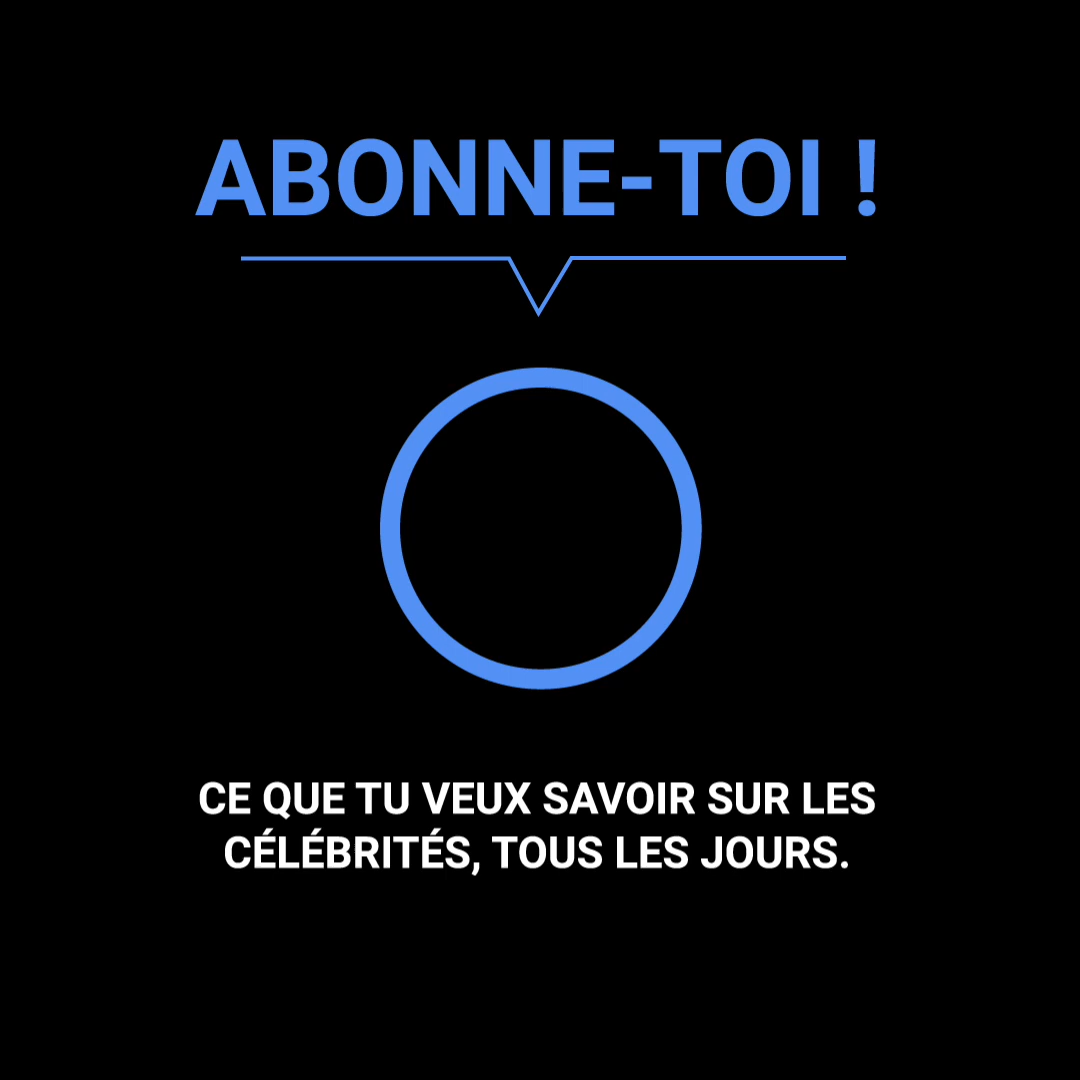 ABONNE-TOI !
CE QUE TU VEUX SAVOIR SUR LES
CÉLÉBRITÉS, TOUS LES JOURS.